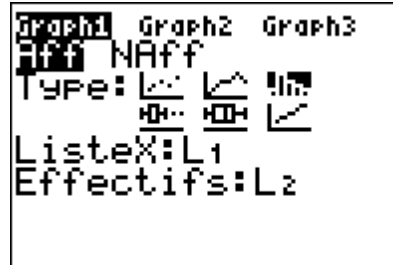 Graph1 Graph2 Graph3
Aff NAff
Type:
ListeX:L1
Effectifs:L2